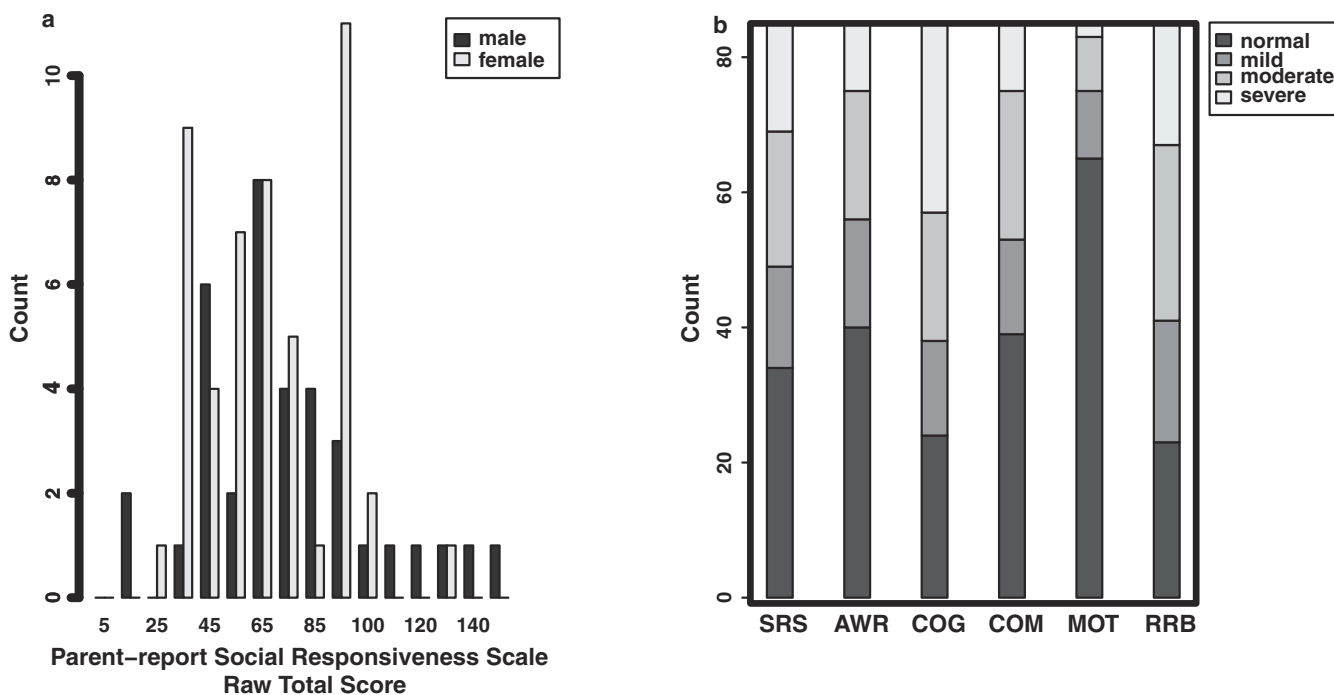 a
male
female
10
8
6
4
2
0
Count
5 25 45 65 85 100 120 140
Parent−report Social Responsiveness Scale
Raw Total Score
b
normal
mild
moderate
severe
80
60
40
20
0
Count
SRS AWR COG COM MOT RRB